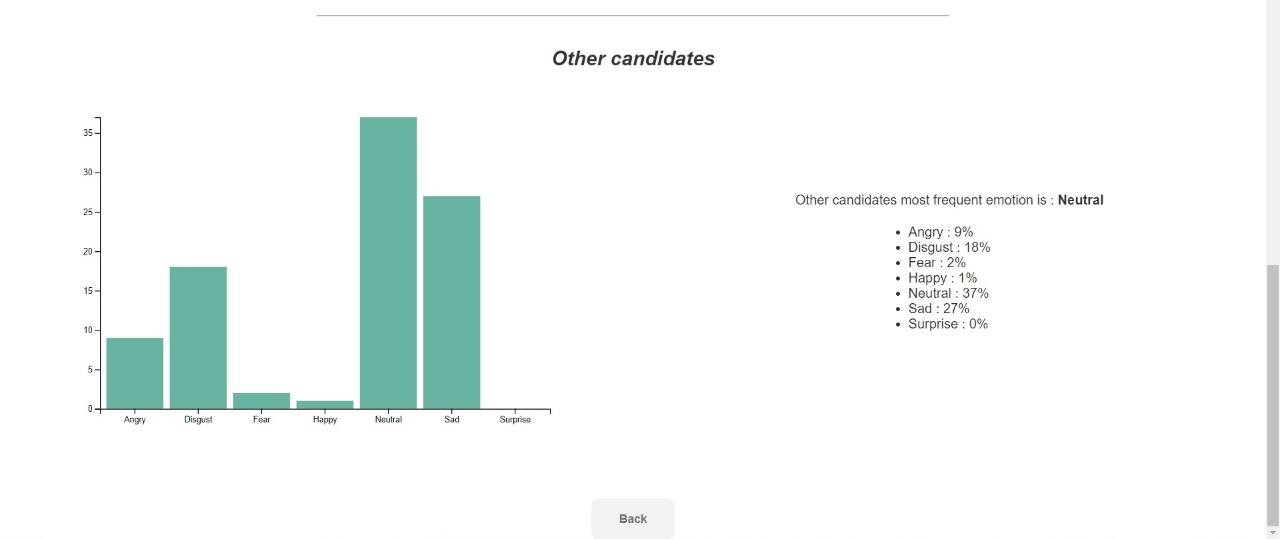 Other candidates
35
30
25
20
15
10
5
0
Angry Disgust Fear Happy Neutral Sad Surprise
Other candidates most frequent emotion is : Neutral
Angry : 9%
Disgust : 18%
Fear : 2%
Happy : 1%
Neutral : 37%
Sad : 27%
Surprise : 0%
Back